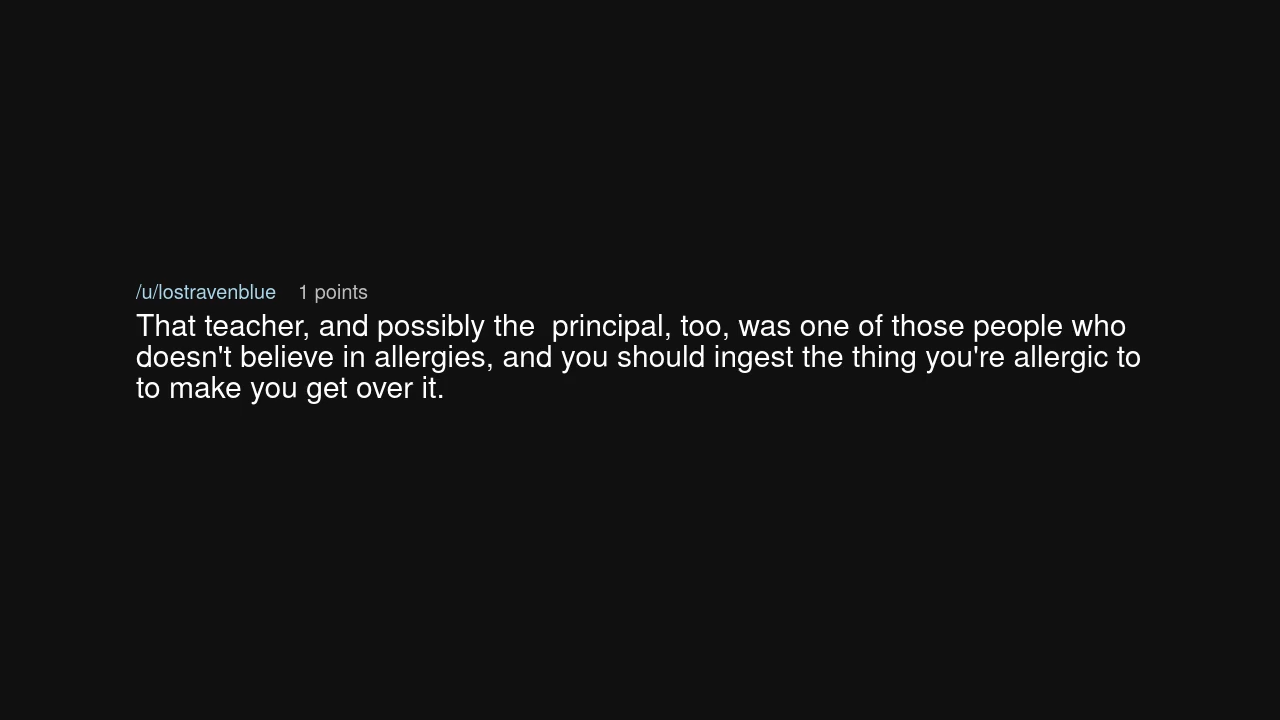 /u/lostravenblue 1 points
That teacher, and possibly the  principal, too, was one of those people who
doesn't believe in allergies, and you should ingest the thing you're allergic to
to make you get over it.